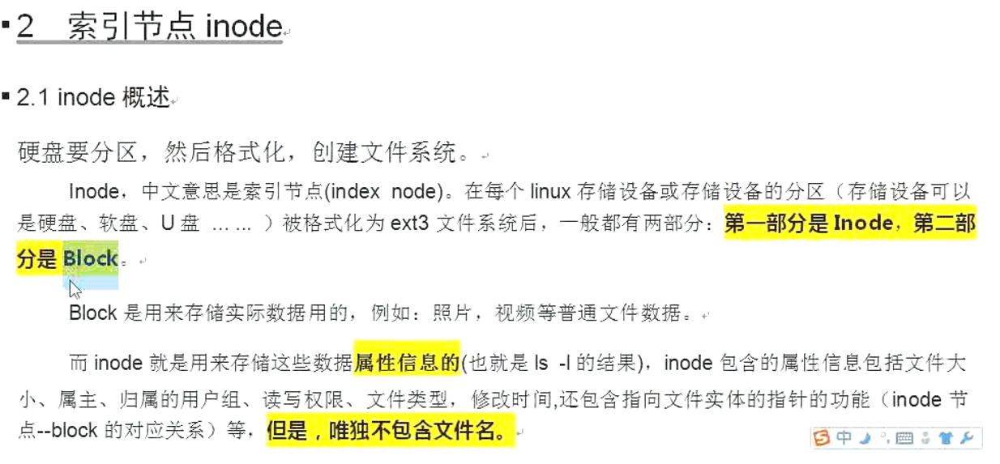 2 索引节点 inode
2.1 inode 概述
硬盘要分区，然后格式化，创建文件系统。
Inode，中文意思是索引节点(index node)。在每个 linux 存储设备或存储设备的分区（存储设备可以
是硬盘、软盘、U 盘 ... ... ）被格式化为 ext3 文件系统后，一般都有两部分：第一部分是 Inode，第二部
分是 Block。
Block 是用来存储实际数据用的，例如：照片，视频等普通文件数据。
而 inode 就是用来存储这些数据属性信息的(也就是 ls -l 的结果)，inode 包含的属性信息包括文件大
小、属主、归属的用户组、读写权限、文件类型，修改时间,还包含指向文件实体的指针的功能（inode 节
点--block 的对应关系）等，但是，唯独不包含文件名。
S 中